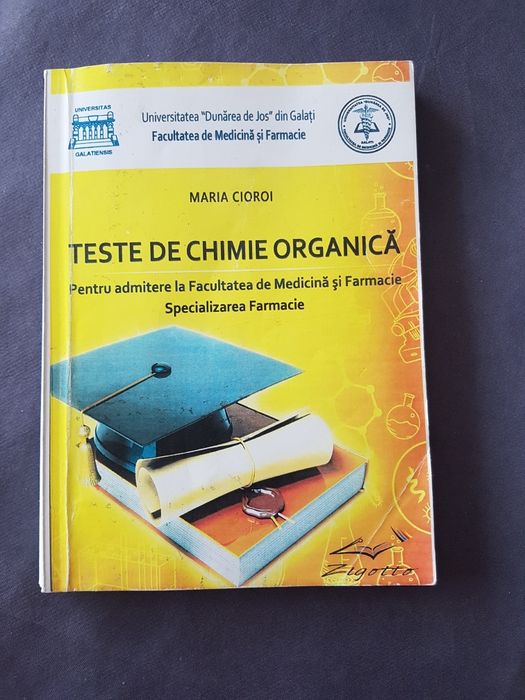 UNIVERSITAS
GALATIENSIS
Universitatea "Dunărea de Jos" din Galați
Facultatea de Medicină și Farmacie
GALAȚI
MARIA CIOROI
TESTE DE CHIMIE ORGANICĂ
Pentru admitere la Facultatea de Medicină și Farmacie
Specializarea Farmacie
Zigotto